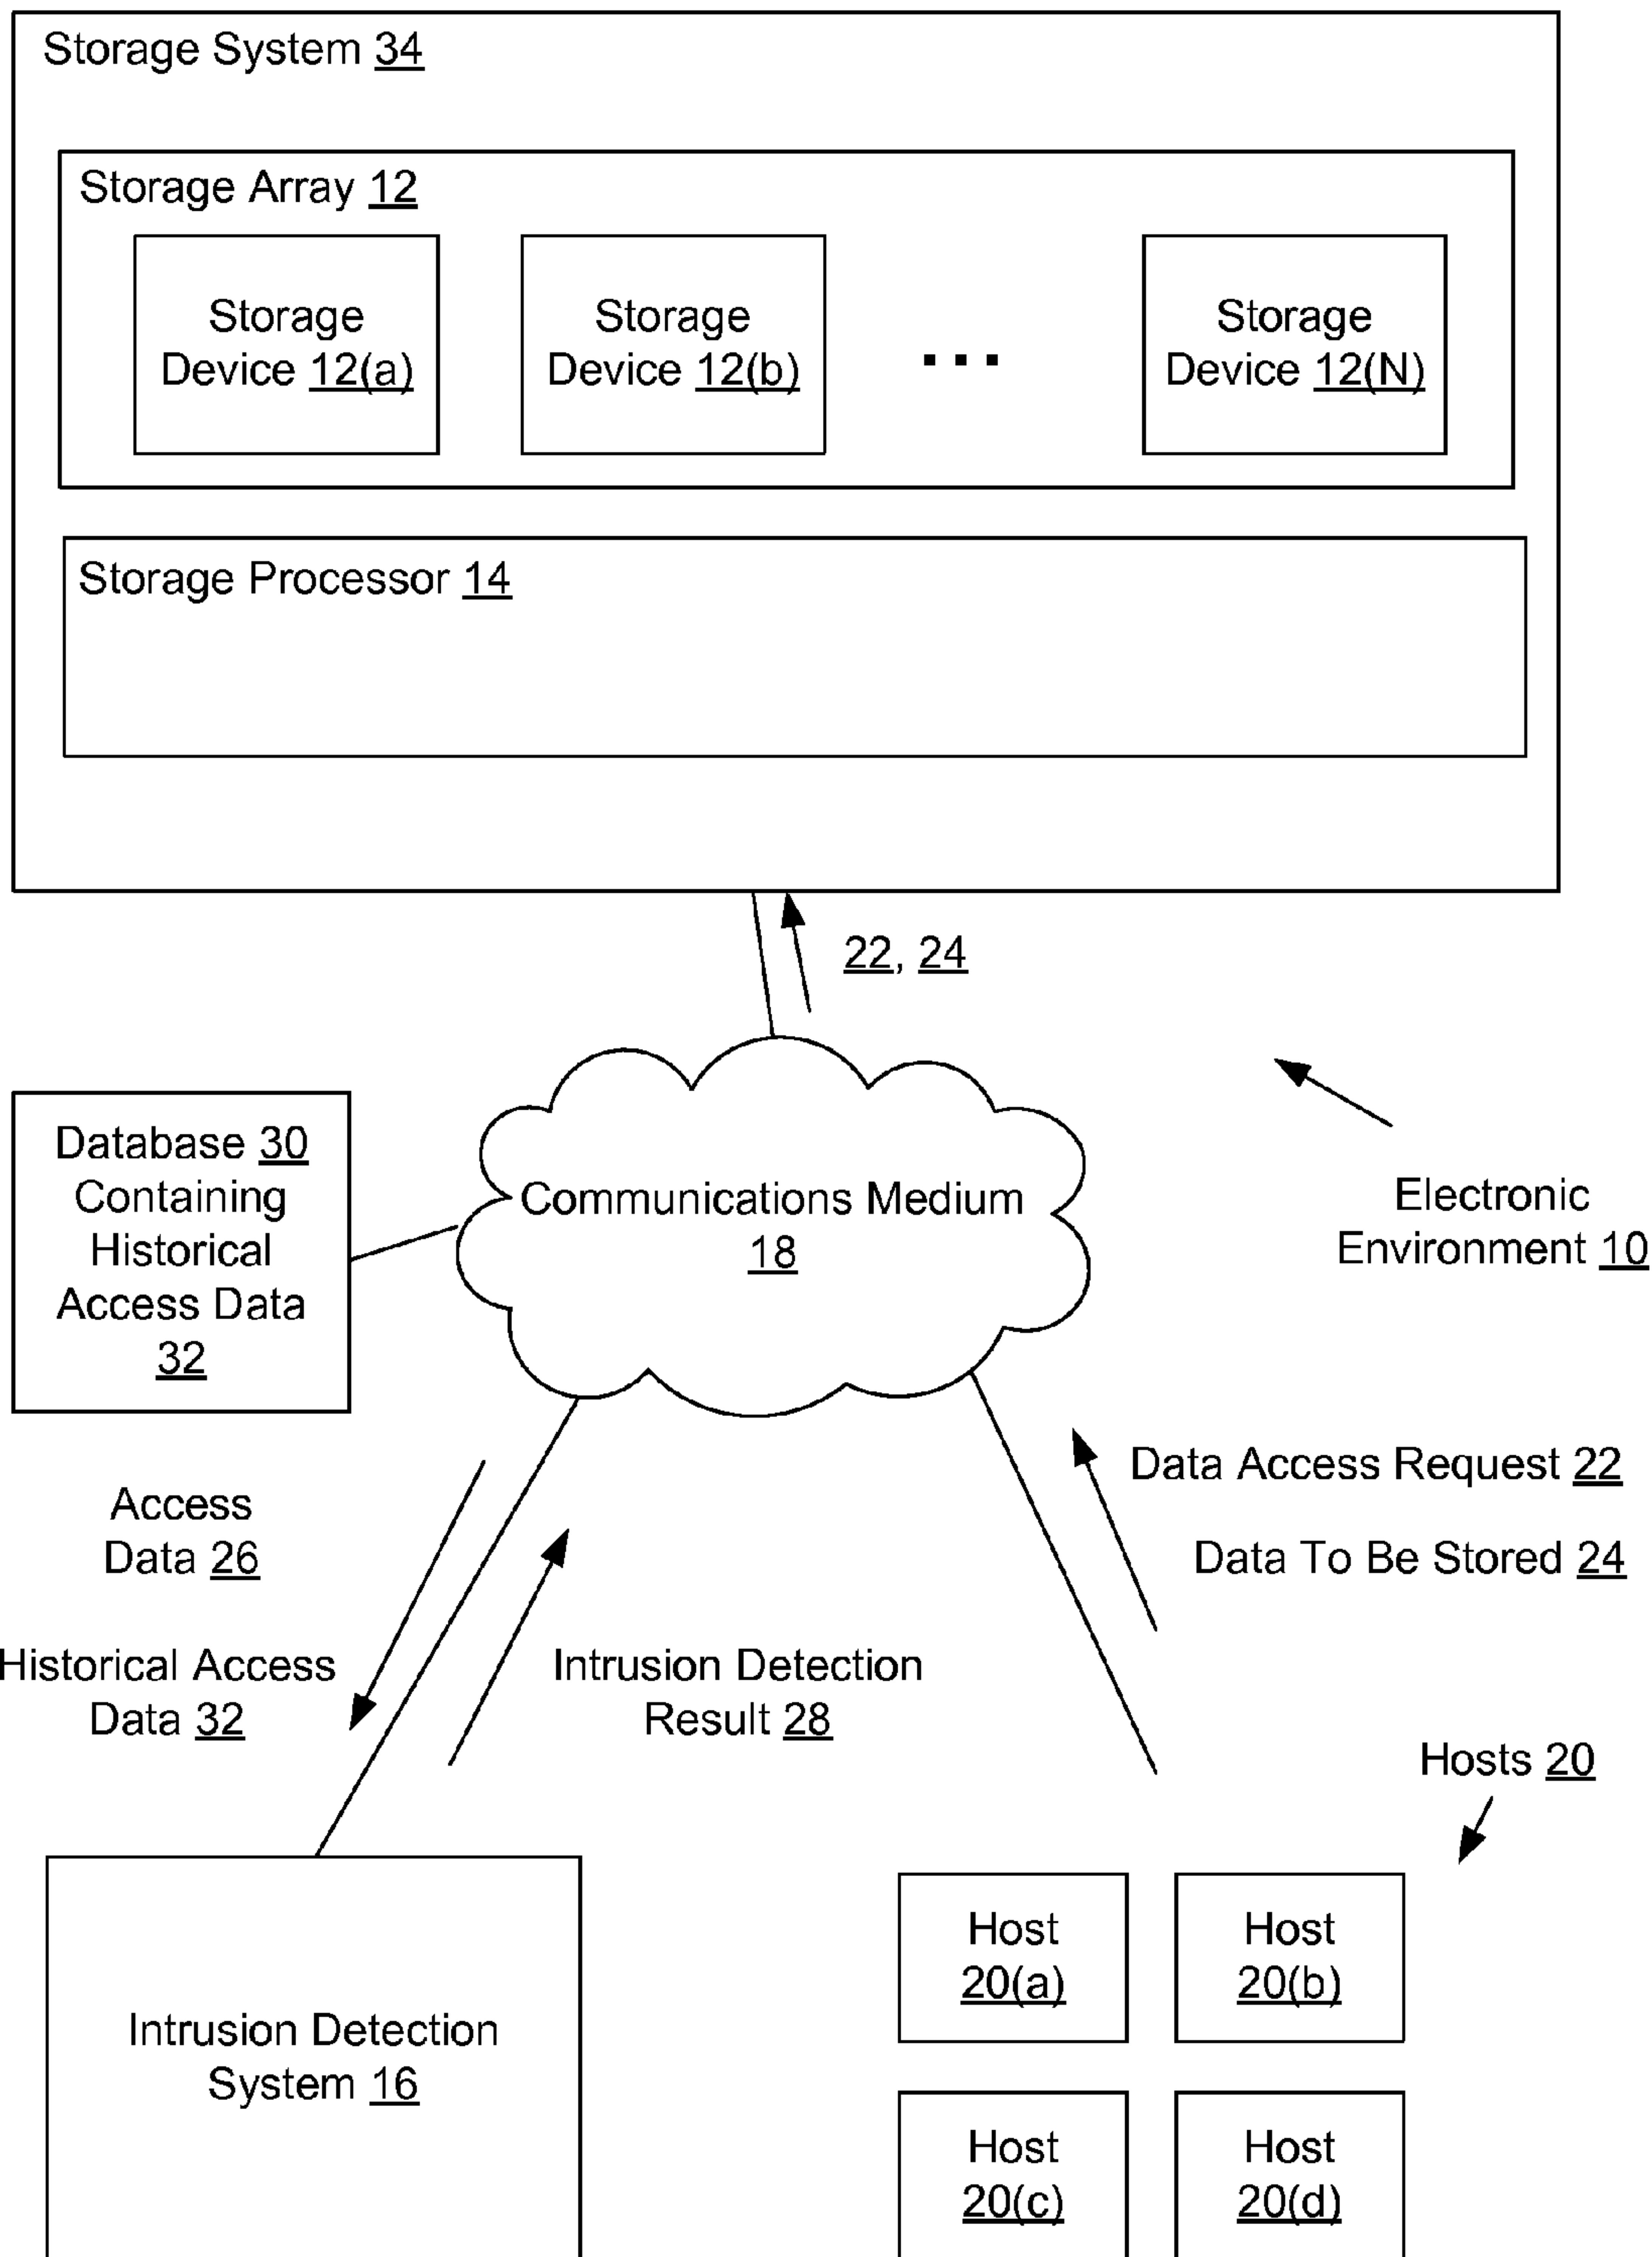 Storage System 34
Storage Array 12
Storage
Device 12(a)
Storage
Device 12(b)
...
Storage
Device 12(N)
Storage Processor 14
22, 24
Database 30
Containing
Historical
Access Data
32
Communications Medium
18
Electronic
Environment 10
Access
Data 26
Historical Access
Data 32
Intrusion Detection
Result 28
Data Access Request 22
Data To Be Stored 24
Hosts 20
Intrusion Detection
System 16
Host
20(a)
Host
20(b)
Host
20(c)
Host
20(d)